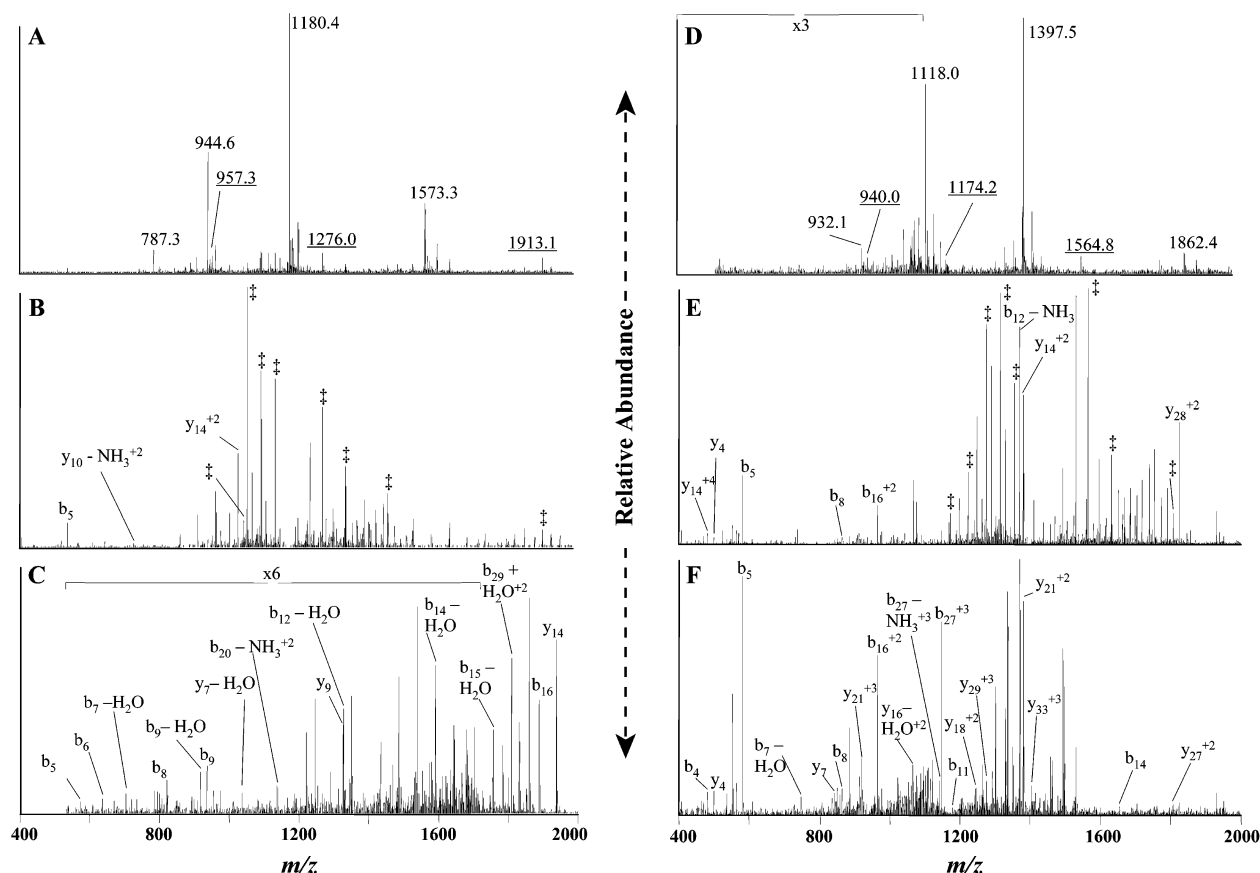 A
1180.4
944.6
957.3
787.3
1276.0
1573.3
1913.1
B
‡
‡
‡
‡
‡
‡
‡
‡
y14+2
y10 - NH3+2
b5
C
x6
b5
b6
b7 –H2O
b8
b9 – H2O
b9
y7 – H2O
b20 – NH3+2
b12 – H2O
y9
b14 –
H2O
b15 –
H2O
b29 +
H2O+2
b16
y14
400 800 1200 1600 2000
m/z
Relative Abundance
D
x3
1397.5
1118.0
932.1
940.0
1174.2
1564.8
1862.4
E
‡
‡
‡
‡
‡
‡
‡
‡
b12 – NH3
y14+2
y28+2
y14+4
y4
b5
b8
b16+2
F
b5
b4
y4
b7 –
H2O
y7
b8
y21+3
b16+2
y16 –
H2O+2
b27 –
NH3+3
b27+3
b11
y18+2
y29+3
y21+2
y33+3
b14
y27+2
400 800 1200 1600 2000
m/z